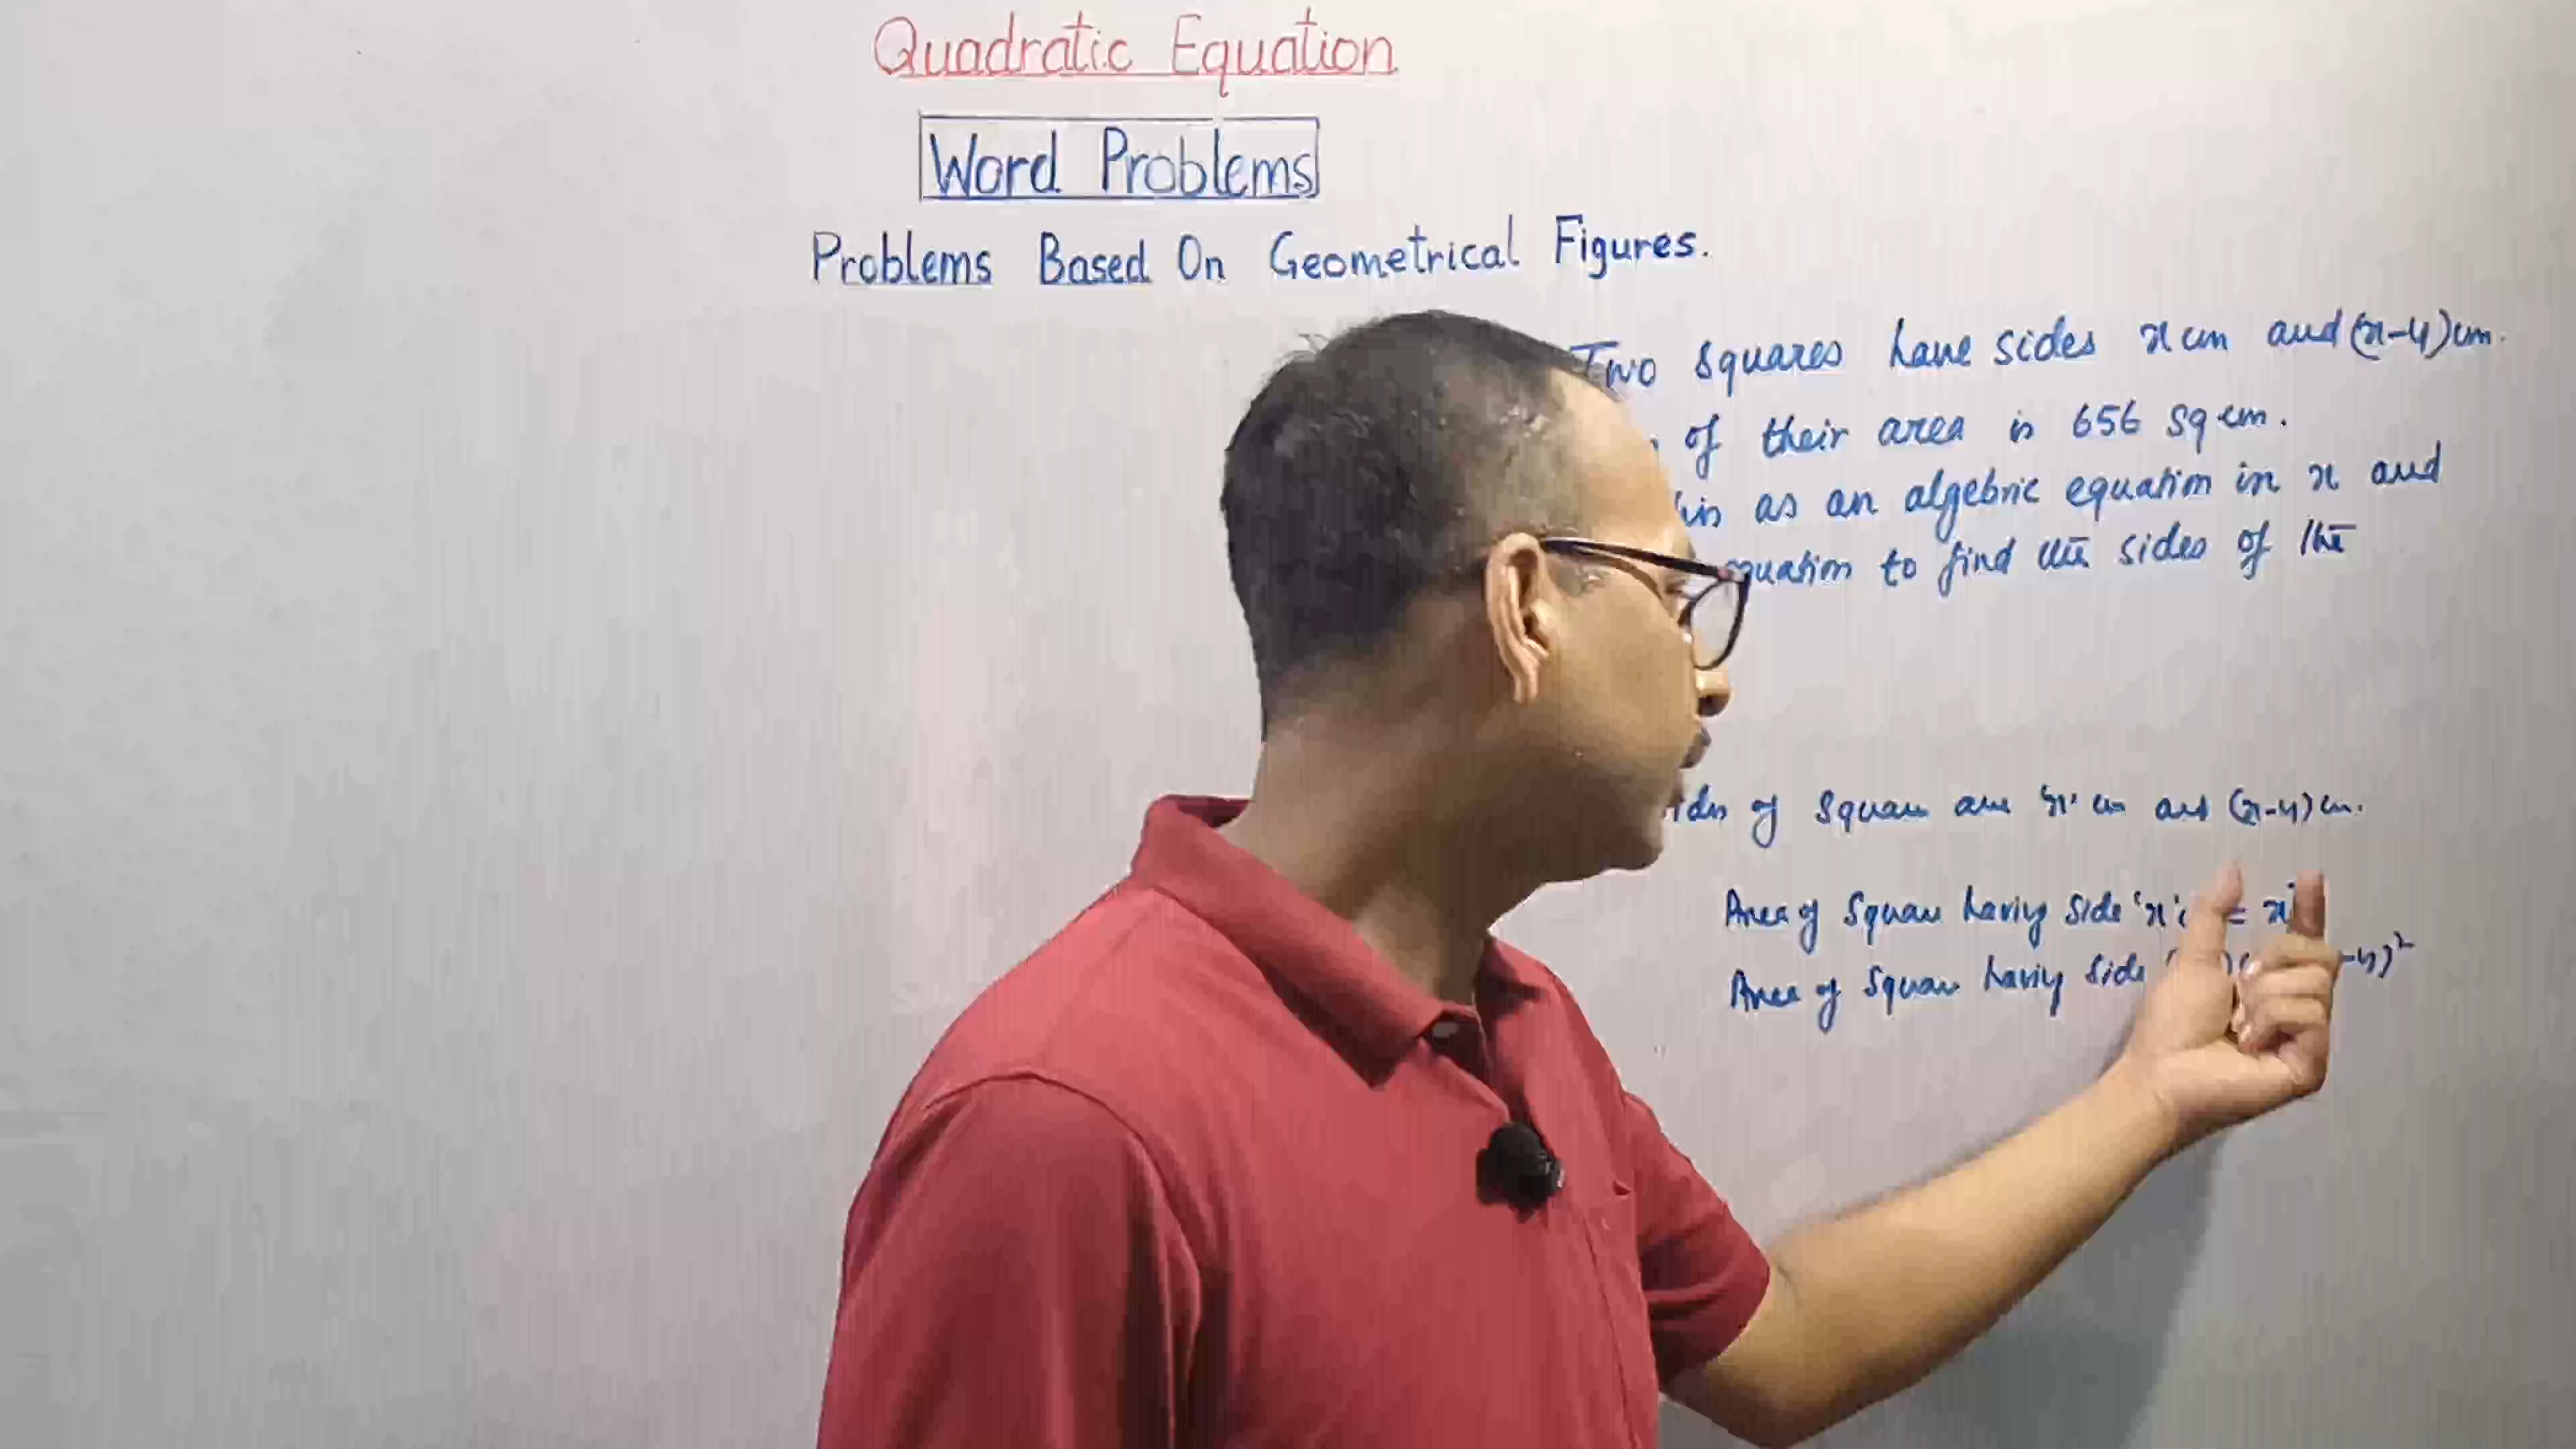 Quadratic Equation
Word Problems
Problems Based On Geometrical Figures.
Two squares have sides x cm and (x-4) cm.
of their area is 656 sq cm.
as an algebric equation in x and
to find the sides of the
of square are 'x' cm and (x-4) cm.
Area of square having side 'x' = x
Area of square having side -4)²